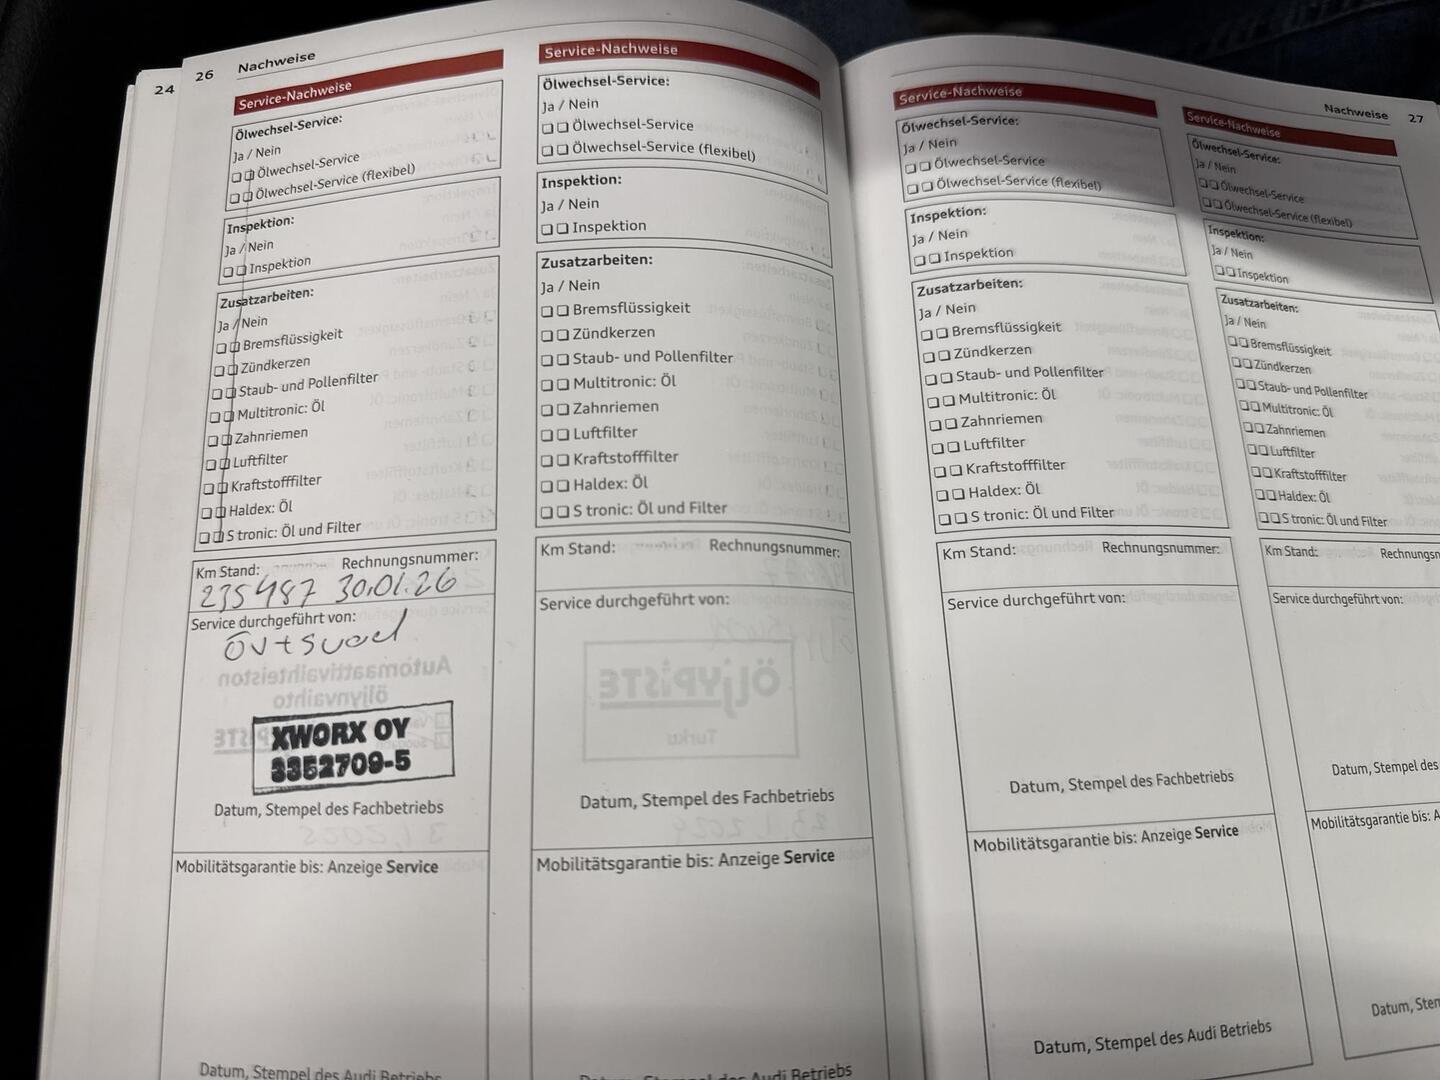 24
26 Nachweise
Service-Nachweise
Ölwechsel-Service:
Ja / Nein
Ölwechsel-Service
Ölwechsel-Service (flexibel)
Inspektion:
Ja / Nein
Inspektion
Zusatzarbeiten:
Ja / Nein
Bremsflüssigkeit
Zündkerzen
Staub- und Pollenfilter
Multitronic: Öl
Zahnriemen
Luftfilter
Kraftstofffilter
Haldex: Öl
S tronic: Öl und Filter
Km Stand: Rechnungsnummer:
235487 30.01.26
Service durchgeführt von:
öv+suod
XWORX OY
3352709-5
Datum, Stempel des Fachbetriebs
Mobilitätsgarantie bis: Anzeige Service
Datum, Stempel des Audi Betriebs
Service-Nachweise
Ölwechsel-Service:
Ja / Nein
Ölwechsel-Service
Ölwechsel-Service (flexibel)
Inspektion:
Ja / Nein
Inspektion
Zusatzarbeiten:
Ja / Nein
Bremsflüssigkeit
Zündkerzen
Staub- und Pollenfilter
Multitronic: Öl
Zahnriemen
Luftfilter
Kraftstofffilter
Haldex: Öl
S tronic: Öl und Filter
Km Stand: Rechnungsnummer:
Service durchgeführt von:
Datum, Stempel des Fachbetriebs
Mobilitätsgarantie bis: Anzeige Service
Datum, Stempel des Audi Betriebs
Service-Nachweise
Ölwechsel-Service:
Ja / Nein
Ölwechsel-Service
Ölwechsel-Service (flexibel)
Inspektion:
Ja / Nein
Inspektion
Zusatzarbeiten:
Ja / Nein
Bremsflüssigkeit
Zündkerzen
Staub- und Pollenfilter
Multitronic: Öl
Zahnriemen
Luftfilter
Kraftstofffilter
Haldex: Öl
S tronic: Öl und Filter
Km Stand: Rechnungsnummer:
Service durchgeführt von:
Datum, Stempel des Fachbetriebs
Mobilitätsgarantie bis: Anzeige Service
Datum, Stempel des Audi Betriebs
Nachweise 27
Service-Nachweise
Ölwechsel-Service:
Ja / Nein
Ölwechsel-Service
Ölwechsel-Service (flexibel)
Inspektion:
Ja / Nein
Inspektion
Zusatzarbeiten:
Ja / Nein
Bremsflüssigkeit
Zündkerzen
Staub- und Pollenfilter
Multitronic: Öl
Zahnriemen
Luftfilter
Kraftstofffilter
Haldex: Öl
S tronic: Öl und Filter
Km Stand: Rechnungsn
Service durchgeführt von:
Datum, Stempel des
Mobilitätsgarantie bis: A
Datum, Sten